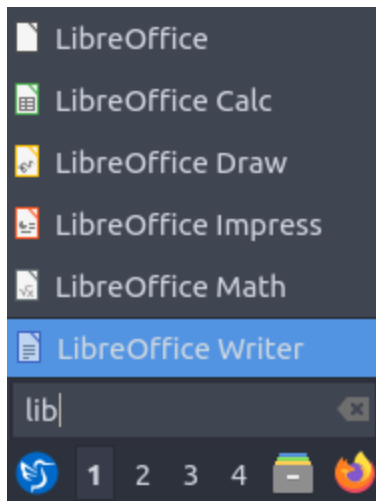 LibreOffice
LibreOffice Calc
LibreOffice Draw
LibreOffice Impress
LibreOffice Math
LibreOffice Writer
lib
1 2 3 4